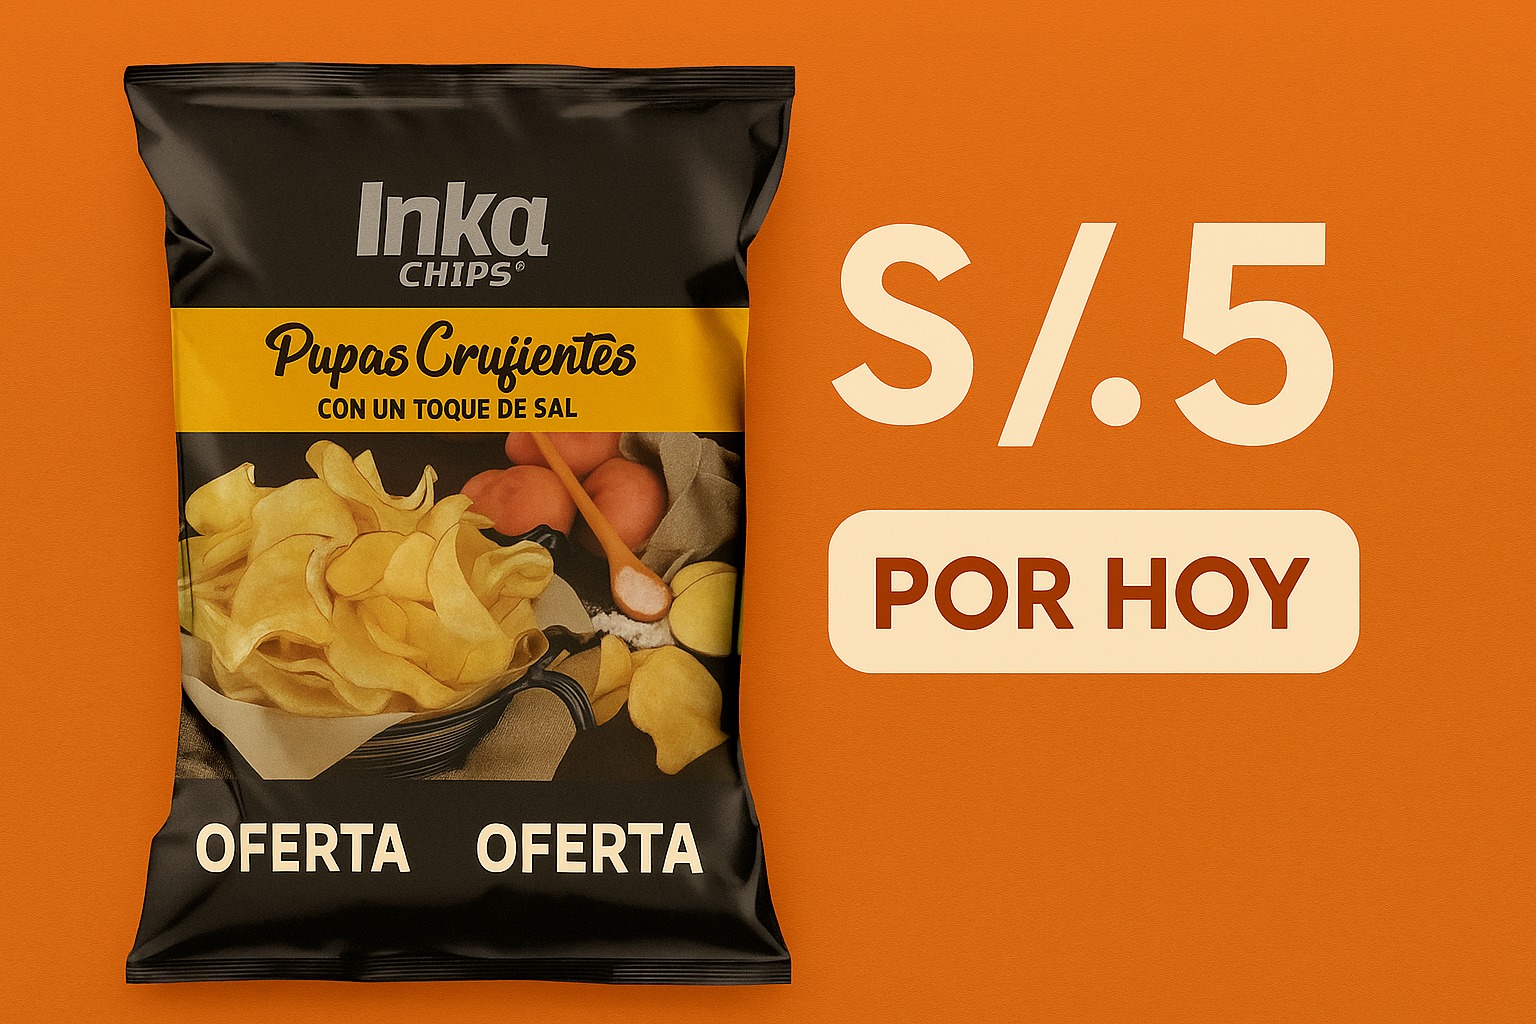 Inka
CHIPS®
Pupas Crujientes
CON UN TOQUE DE SAL
OFERTA OFERTA
S/.5
POR HOY